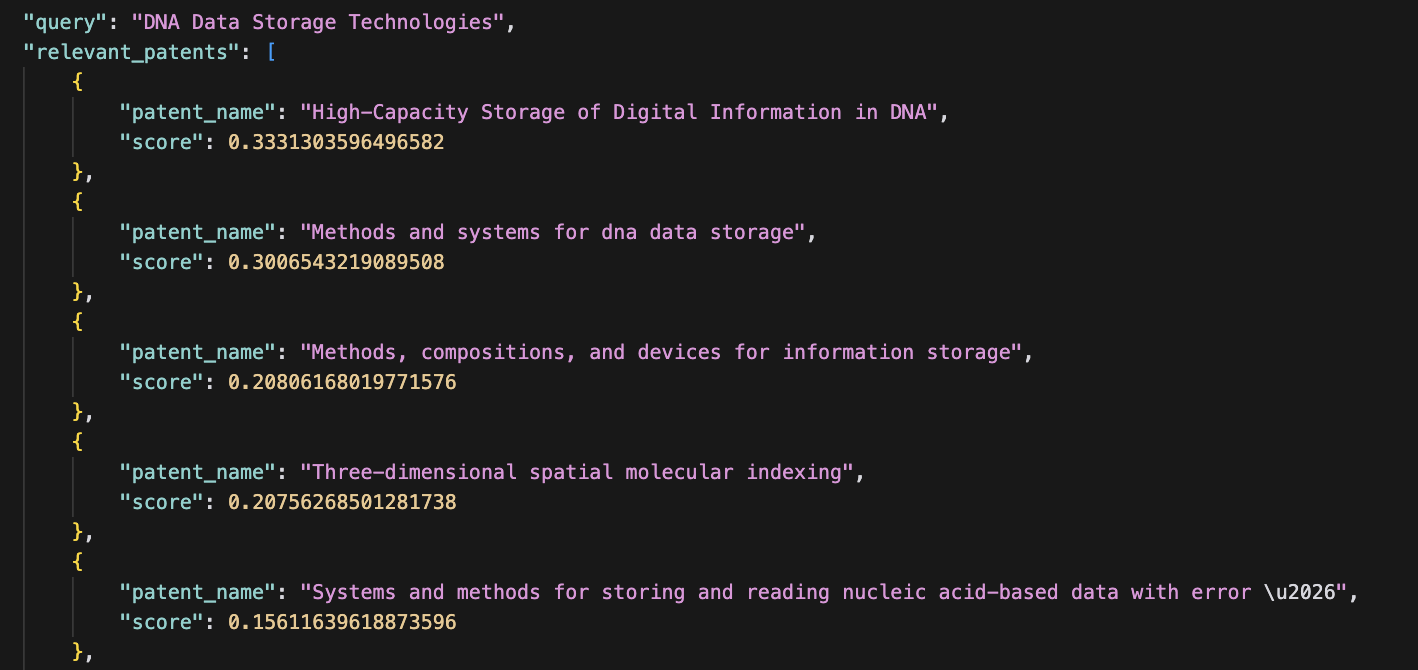 "query": "DNA Data Storage Technologies",
"relevant_patents": [
{
"patent_name": "High-Capacity Storage of Digital Information in DNA",
"score": 0.3331303596496582
},
{
"patent_name": "Methods and systems for dna data storage",
"score": 0.3006543219089508
},
{
"patent_name": "Methods, compositions, and devices for information storage",
"score": 0.20806168019771576
},
{
"patent_name": "Three-dimensional spatial molecular indexing",
"score": 0.20756268501281738
},
{
"patent_name": "Systems and methods for storing and reading nucleic acid-based data with error \u2026",
"score": 0.15611639618873596
},